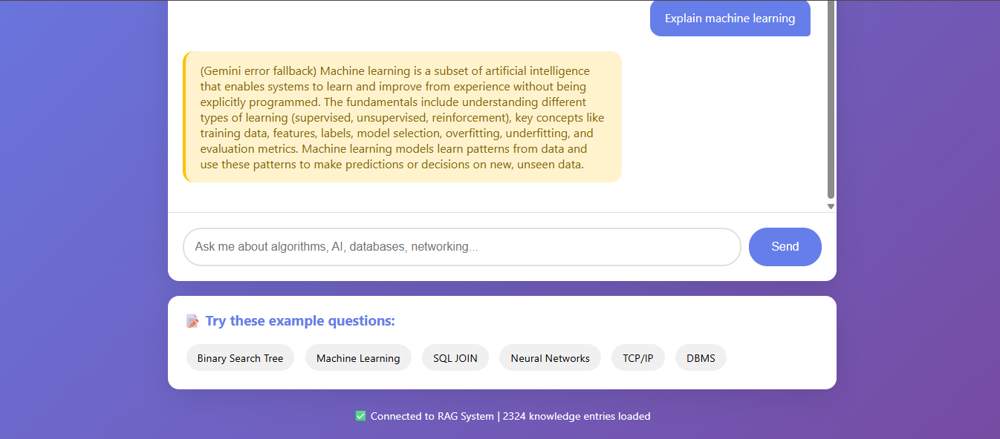 Explain machine learning
(Gemini error fallback) Machine learning is a subset of artificial intelligence
that enables systems to learn and improve from experience without being
explicitly programmed. The fundamentals include understanding different
types of learning (supervised, unsupervised, reinforcement), key concepts like
training data, features, labels, model selection, overfitting, underfitting, and
evaluation metrics. Machine learning models learn patterns from data and
use these patterns to make predictions or decisions on new, unseen data.
Ask me about algorithms, AI, databases, networking...
Send
Try these example questions:
Binary Search Tree
Machine Learning
SQL JOIN
Neural Networks
TCP/IP
DBMS
Connected to RAG System | 2324 knowledge entries loaded